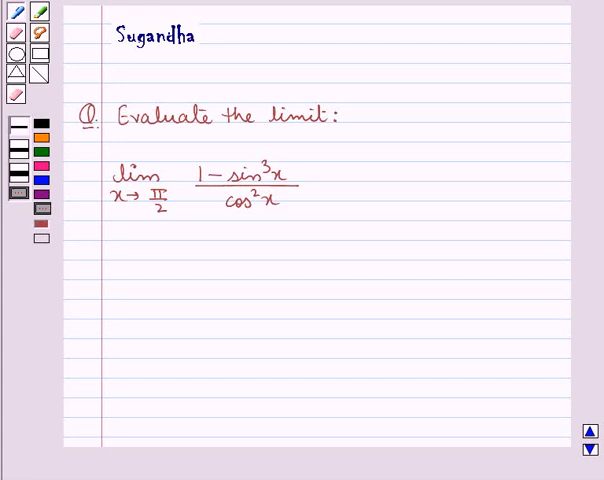 Sugandha
Q. Evaluate the limit:
lim 1 - sin³x
x→ π/2 cos²x